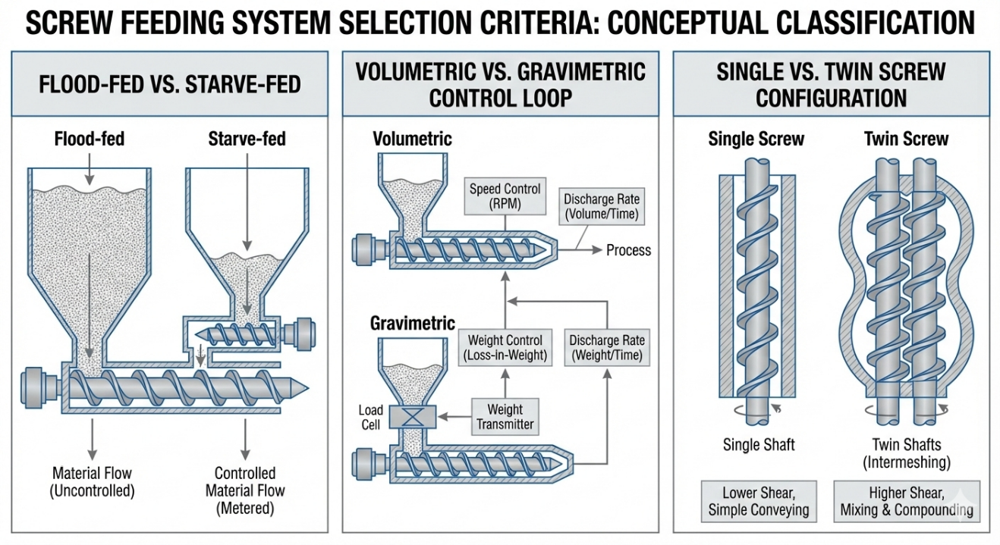 SCREW FEEDING SYSTEM SELECTION CRITERIA: CONCEPTUAL CLASSIFICATION
FLOOD-FED VS. STARVE-FED
Flood-fed
Starve-fed
Material Flow
(Uncontrolled)
Controlled
Material Flow
(Metered)
VOLUMETRIC VS. GRAVIMETRIC
CONTROL LOOP
Volumetric
Speed Control
(RPM)
Discharge Rate
(Volume/Time)
Process
Gravimetric
Weight Control
(Loss-in-Weight)
Discharge Rate
(Weight/Time)
Load
Cell
Weight
Transmitter
SINGLE VS. TWIN SCREW
CONFIGURATION
Single Screw
Twin Screw
Single Shaft
Twin Shafts
(Intermeshing)
Lower Shear,
Simple Conveying
Higher Shear,
Mixing & Compounding